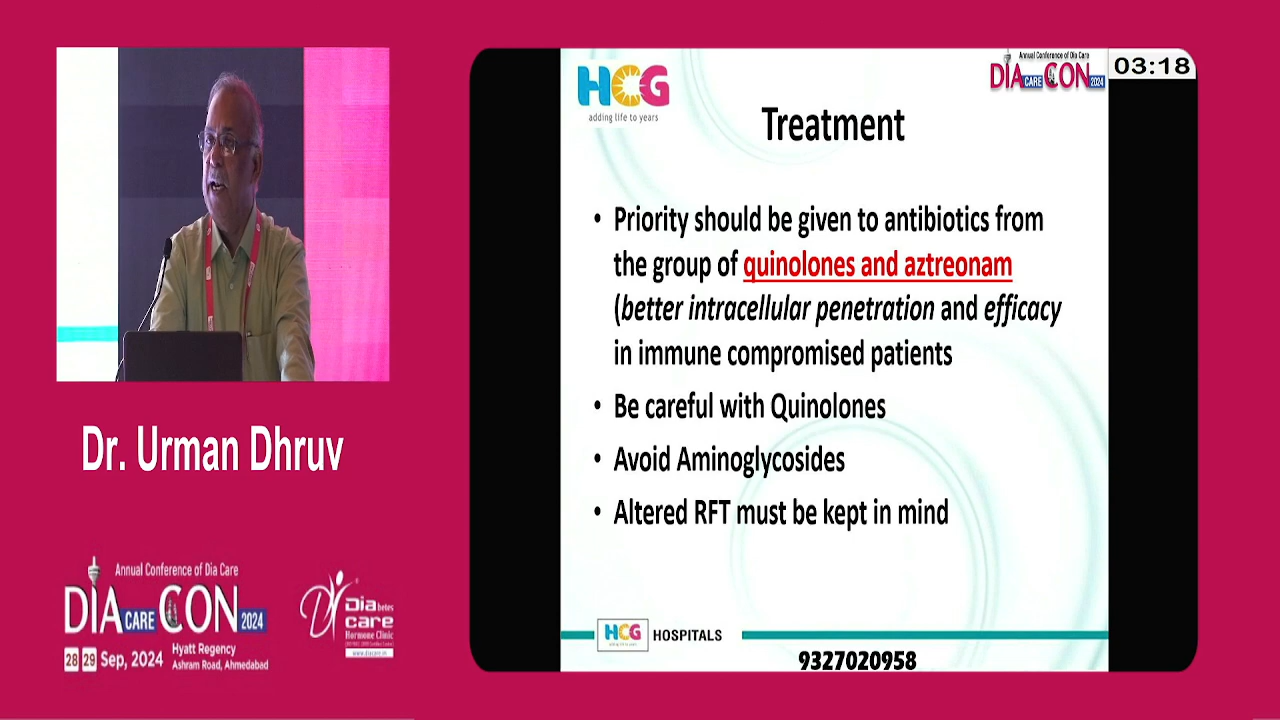 Dr. Urman Dhruv
Annual Conference of Dia Care
DIA CARE CON 2024
28 29 Sep, 2024
Hyatt Regency
Ashram Road, Ahmedabad
Diabetes
care
Hormone Clinic
HCG
adding life to years
Annual Conference of Dia Care
DIA CARE CON 2024
03:18
Treatment
• Priority should be given to antibiotics from
the group of quinolones and aztreonam
(better intracellular penetration and efficacy
in immune compromised patients
• Be careful with Quinolones
• Avoid Aminoglycosides
• Altered RFT must be kept in mind
HCG HOSPITALS
9327020958